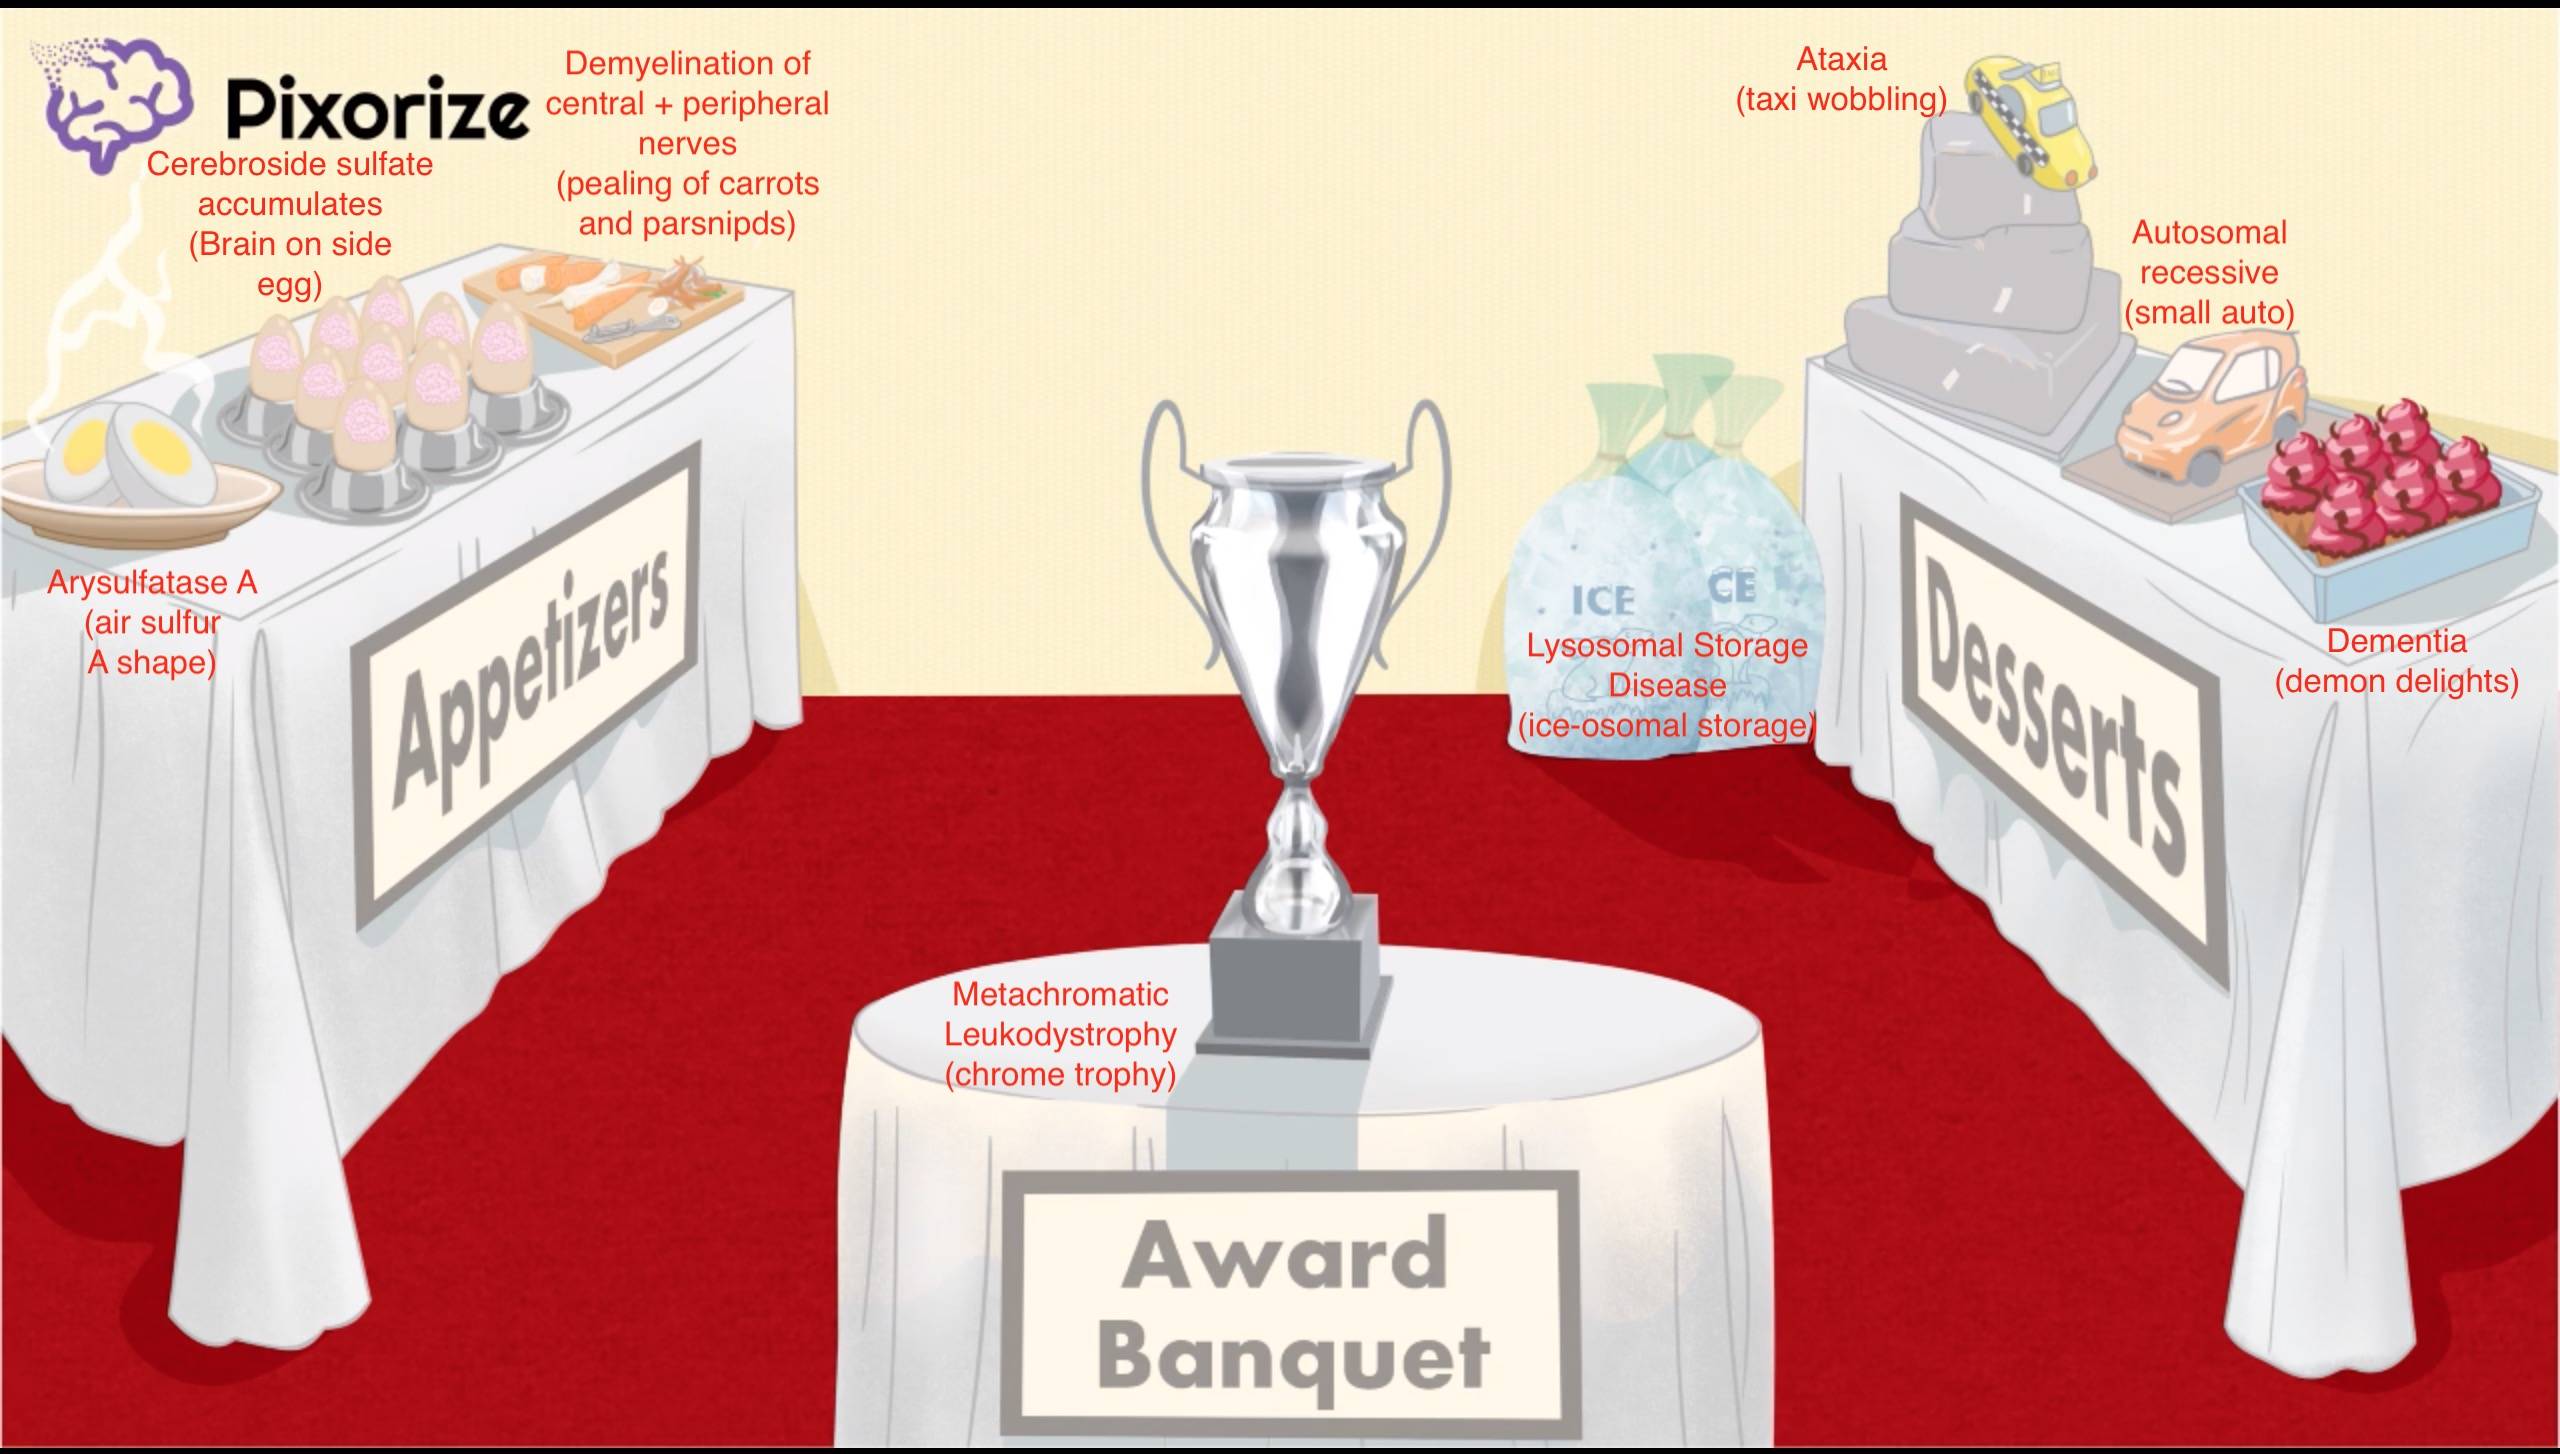 Pixorize
Demyelination of
central + peripheral
nerves
(pealing of carrots
and parsnipds)
Cerebroside sulfate
accumulates
(Brain on side
egg)
Arysulfatase A
(air sulfur
A shape)
Appetizers
Ataxia
(taxi wobbling)
Autosomal
recessive
(small auto)
ICE
CE
Lysosomal Storage
Disease
(ice-osomal storage)
Desserts
Dementia
(demon delights)
Metachromatic
Leukodystrophy
(chrome trophy)
Award
Banquet